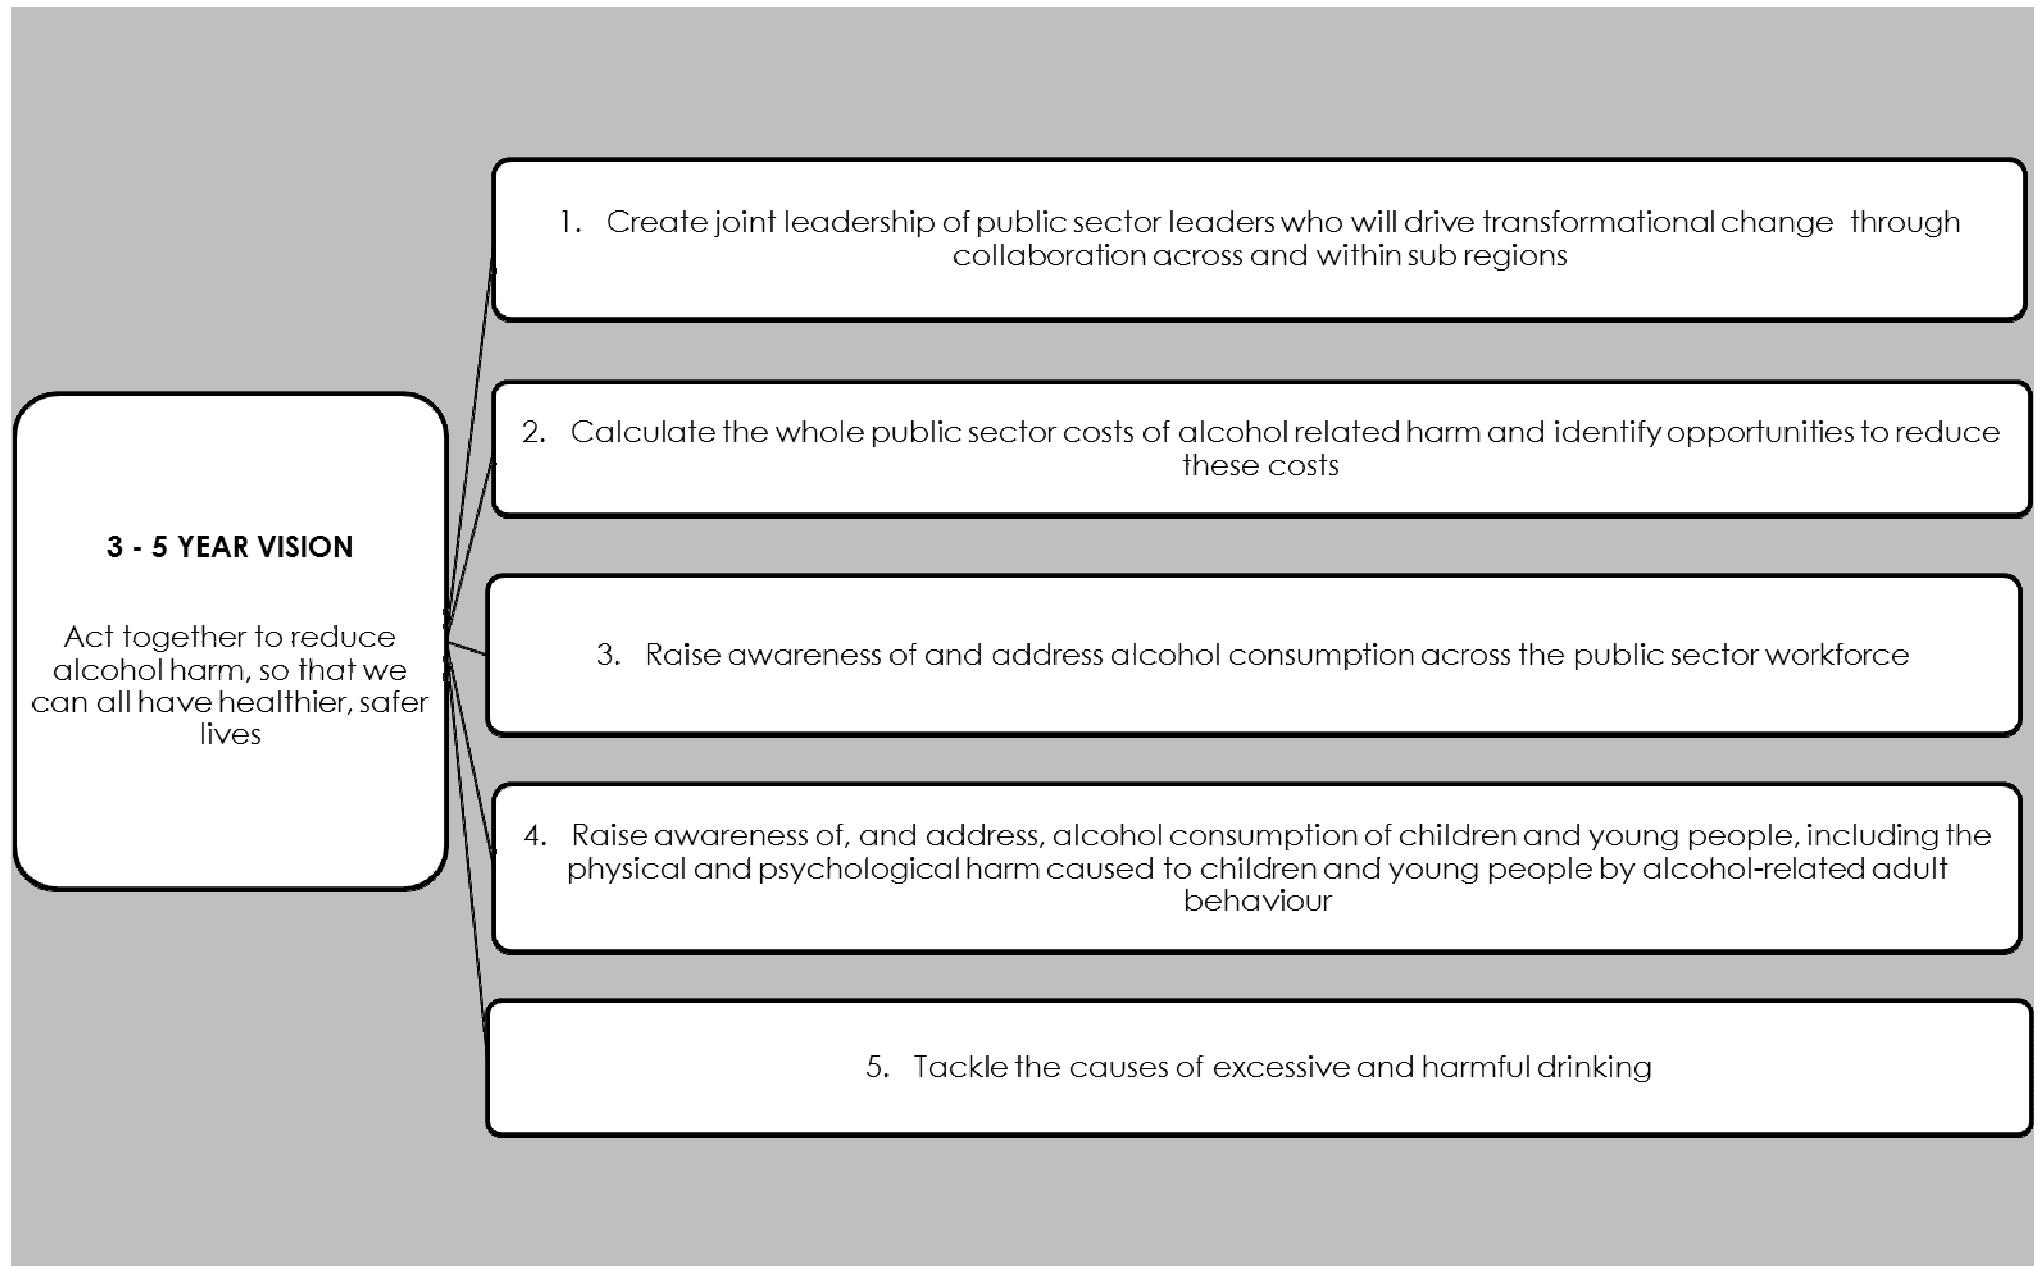 3 - 5 YEAR VISION
Act together to reduce
alcohol harm, so that we
can all have healthier, safer
lives
1. Create joint leadership of public sector leaders who will drive transformational change through
collaboration across and within sub regions
2. Calculate the whole public sector costs of alcohol related harm and identify opportunities to reduce
these costs
3. Raise awareness of and address alcohol consumption across the public sector workforce
4. Raise awareness of, and address, alcohol consumption of children and young people, including the
physical and psychological harm caused to children and young people by alcohol-related adult
behaviour
5. Tackle the causes of excessive and harmful drinking